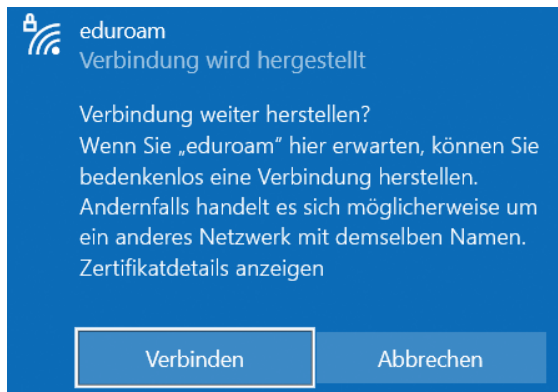 eduroam
Verbindung wird hergestellt
Verbindung weiter herstellen?
Wenn Sie „eduroam“ hier erwarten, können Sie
bedenkenlos eine Verbindung herstellen.
Andernfalls handelt es sich möglicherweise um
ein anderes Netzwerk mit demselben Namen.
Zertifikatdetails anzeigen
Verbinden
Abbrechen